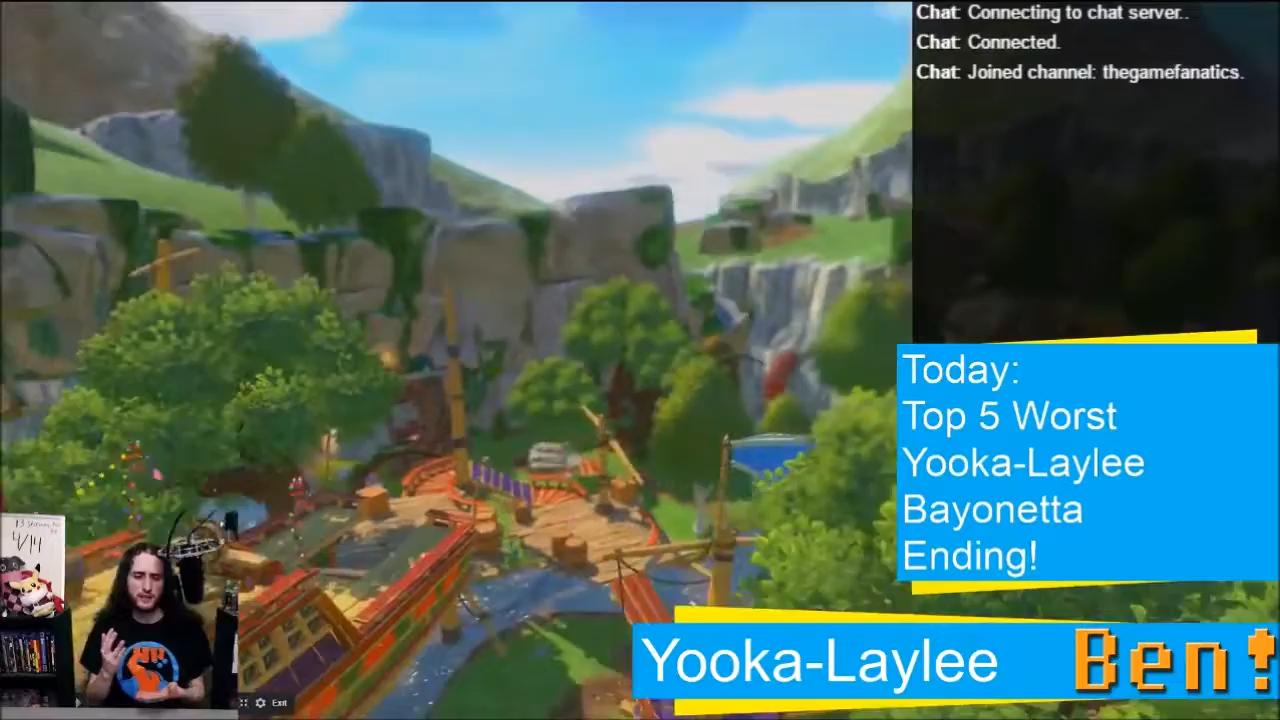 Chat: Connecting to chat server..
Chat: Connected.
Chat: Joined channel: thegamefanatics.
Today:
Top 5 Worst
Yooka-Laylee
Bayonetta
Ending!
4/14
Exit
Yooka-Laylee
Ben!